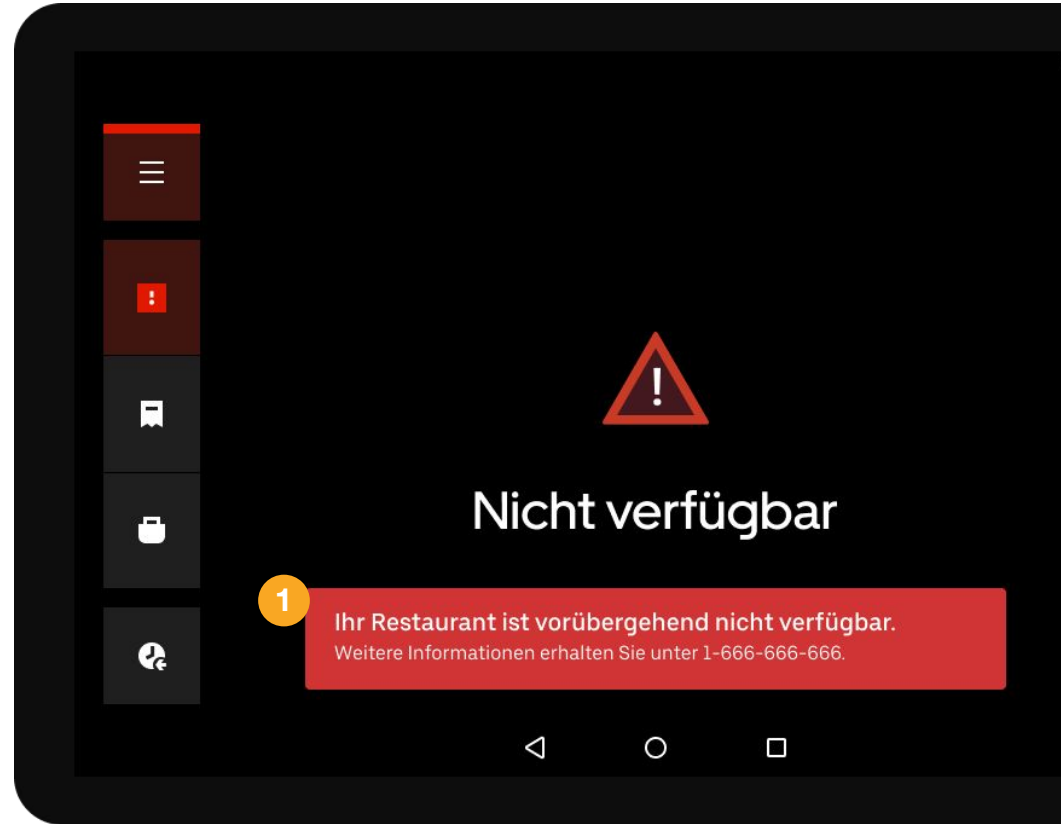 !
!
Nicht verfügbar
1
Ihr Restaurant ist vorübergehend nicht verfügbar.
Weitere Informationen erhalten Sie unter 1-666-666-666.